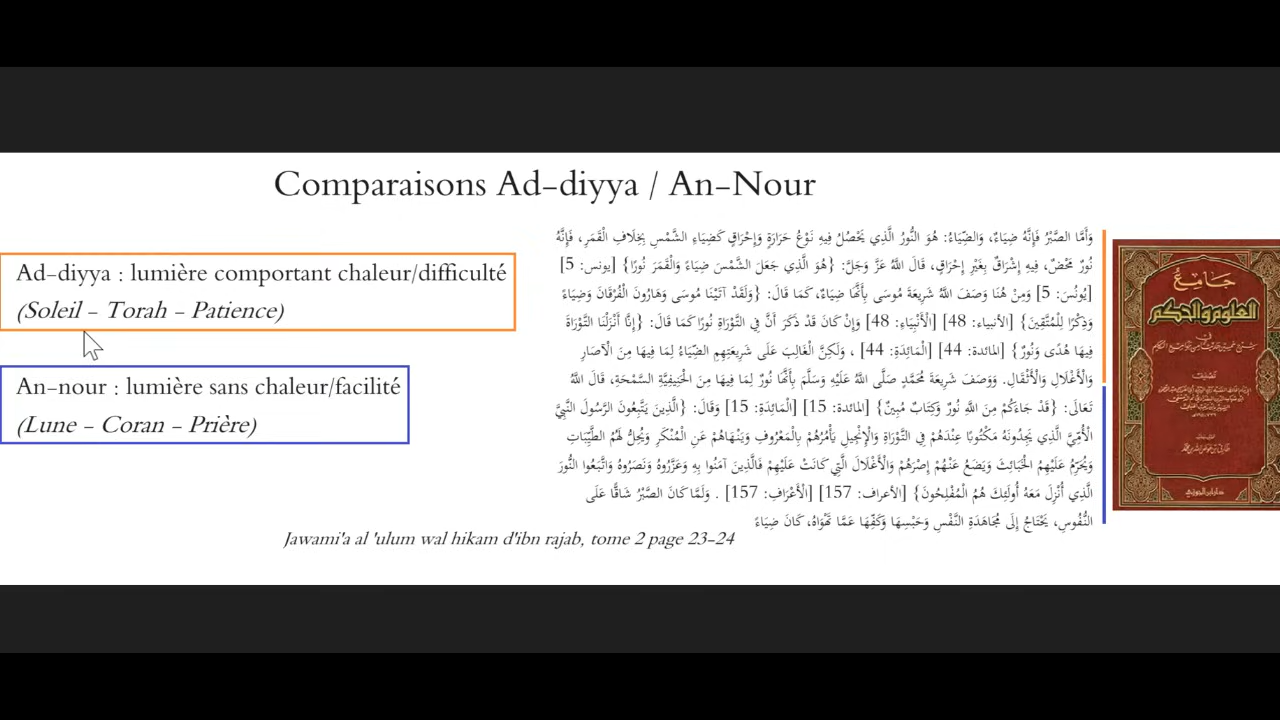 Comparaisons Ad-diyya / An-Nour
Ad-diyya : lumière comportant chaleur/difficulté
(Soleil - Torah - Patience)
An-nour : lumière sans chaleur/facilité
(Lune - Coran - Prière)
وَأَمَّا الصَّبْرُ فَإِنَّهُ ضِيَاءٌ، وَالضِّيَاءُ: هُوَ النُّورُ الَّذِي يَحْصُلُ فِيهِ نَوْعُ حَرَارَةٍ وَإِحْرَاقٍ كَضِيَاءِ الشَّمْسِ بِخِلَافِ الْقَمَرِ، فَإِنَّهُ
نُورٌ مَحْضٌ، فِيهِ إِشْرَاقٌ بِغَيْرِ إِحْرَاقٍ، قَالَ اللَّهُ عَزَّ وَجَلَّ: {هُوَ الَّذِي جَعَلَ الشَّمْسَ ضِيَاءً وَالْقَمَرَ نُورًا} [يونس: 5]
[يُونُسَ: 5] وَمِنْ هُنَا وَصَفَ اللَّهُ شَرِيعَةَ مُوسَى بِأَنَّهَا ضِيَاءٌ، كَمَا قَالَ: {وَلَقَدْ آتَيْنَا مُوسَى وَهَارُونَ الْفُرْقَانَ وَضِيَاءً
وَذِكْرًا لِلْمُتَّقِينَ} [الأنبياء: 48] [الْأَنْبِيَاءِ: 48] وَإِنْ كَانَ قَدْ ذَكَرَ أَنَّ فِي التَّوْرَاةِ نُورًا كَمَا قَالَ: {إِنَّا أَنْزَلْنَا التَّوْرَاةَ
فِيهَا هُدًى وَنُورٌ} [المائدة: 44] [الْمَائِدَةِ: 44] ، وَلَكِنَّ الْغَالِبَ عَلَى شَرِيعَتِهِمِ الضِّيَاءُ لِمَا فِيهَا مِنَ الْآصَارِ
وَالْأَغْلَالِ وَالْأَثْقَالِ. وَوَصَفَ شَرِيعَةَ مُحَمَّدٍ صَلَّى اللَّهُ عَلَيْهِ وَسَلَّمَ بِأَنَّهَا نُورٌ لِمَا فِيهَا مِنَ الْحَنِيفِيَّةِ السَّمْحَةِ، قَالَ اللَّهُ
تَعَالَى: {قَدْ جَاءَكُمْ مِنَ اللَّهِ نُورٌ وَكِتَابٌ مُبِينٌ} [المائدة: 15] [الْمَائِدَةِ: 15] وَقَالَ: {الَّذِينَ يَتَّبِعُونَ الرَّسُولَ النَّبِيَّ
الْأُمِّيَّ الَّذِي يَجِدُونَهُ مَكْتُوبًا عِنْدَهُمْ فِي التَّوْرَاةِ وَالْإِنْجِيلِ يَأْمُرُهُمْ بِالْمَعْرُوفِ وَيَنْهَاهُمْ عَنِ الْمُنْكَرِ وَيُحِلُّ لَهُمُ الطَّيِّبَاتِ
وَيُحَرِّمُ عَلَيْهِمُ الْخَبَائِثَ وَيَضَعُ عَنْهُمْ إِصْرَهُمْ وَالْأَغْلَالَ الَّتِي كَانَتْ عَلَيْهِمْ فَالَّذِينَ آمَنُوا بِهِ وَعَزَّرُوهُ وَنَصَرُوهُ وَاتَّبَعُوا النُّورَ
الَّذِي أُنْزِلَ مَعَهُ أُولَئِكَ هُمُ الْمُفْلِحُونَ} [الأعراف: 157] [الْأَعْرَافِ: 157] . وَلَمَّا كَانَ الصَّبْرُ شَاقًّا عَلَى
النُّفُوسِ، يَحْتَاجُ إِلَى مُجَاهَدَةِ النَّفْسِ وَحَبْسِهَا وَكَفِّهَا عَمَّا تَهْوَاهُ، كَانَ ضِيَاءً
Jawami'a al 'ulum wal hikam d'ibn rajab, tome 2 page 23-24
جامع
العلوم والحكم
في
تصنيف